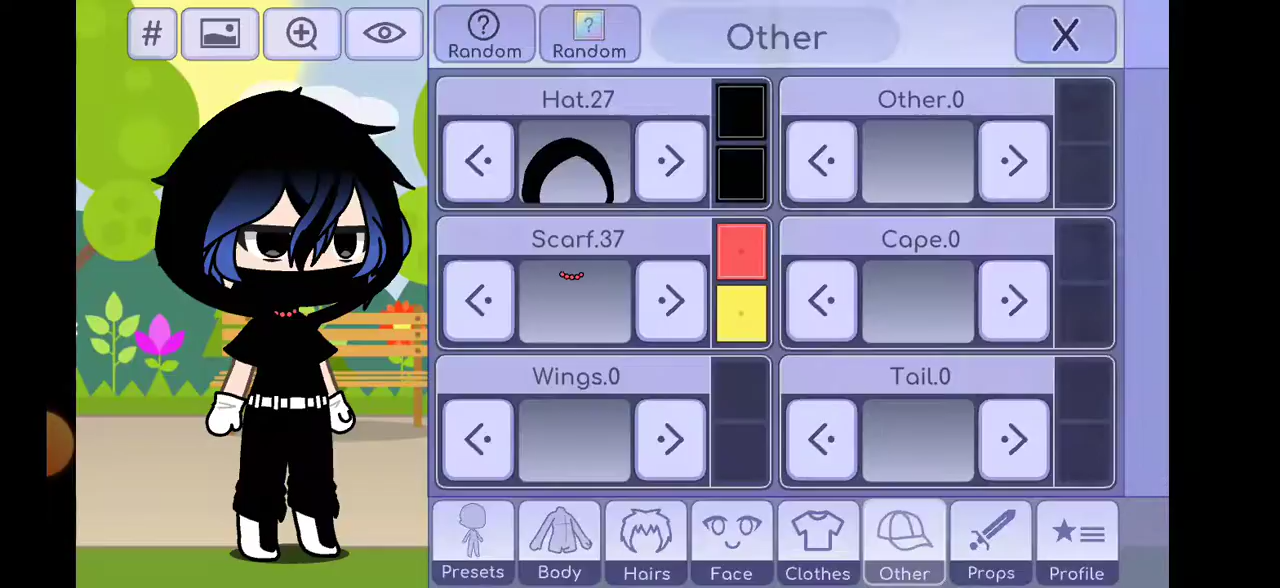 #
? Random
? Random
Other
X
Hat.27
Other.0
Scarf.37
Cape.0
Wings.0
Tail.0
Presets
Body
Hairs
Face
Clothes
Other
Props
Profile